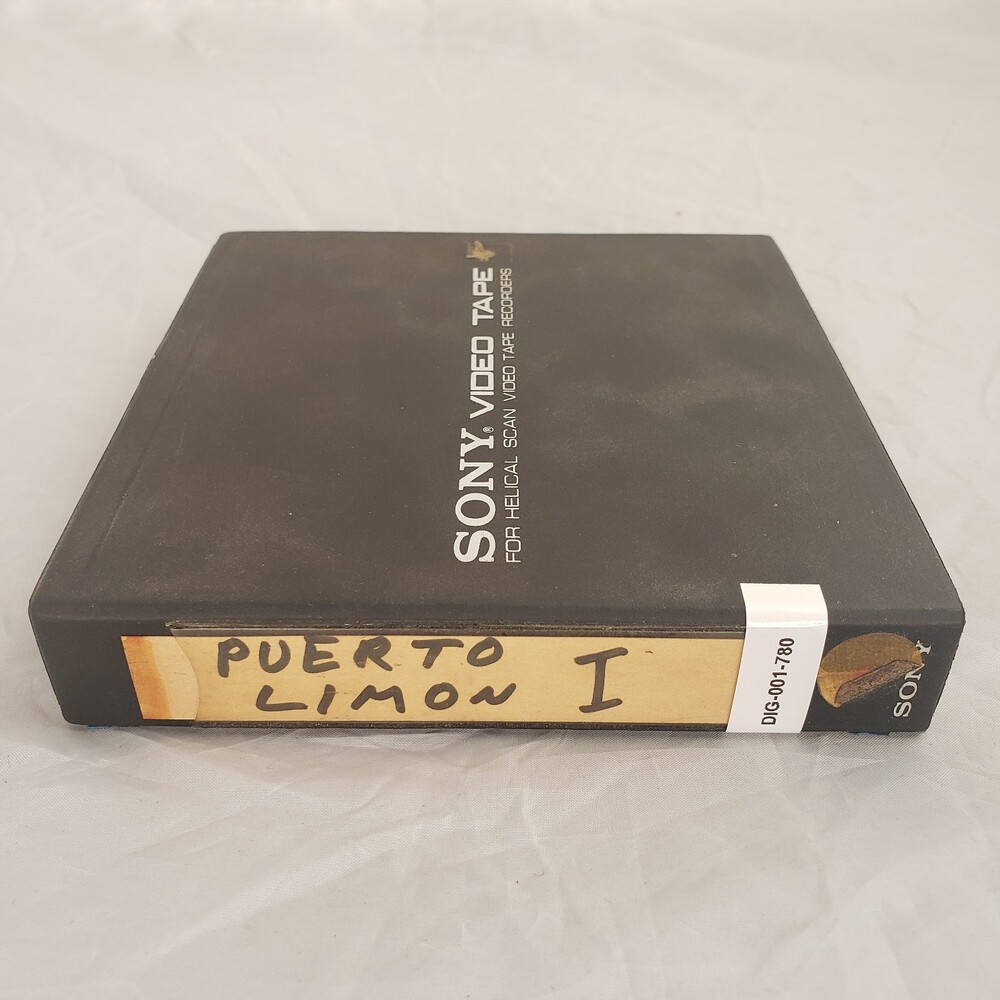 SONY® VIDEO TAPE
FOR HELICAL SCAN VIDEO TAPE RECORDERS
PUERTO
LIMON
I
DIG-001-780
SONY